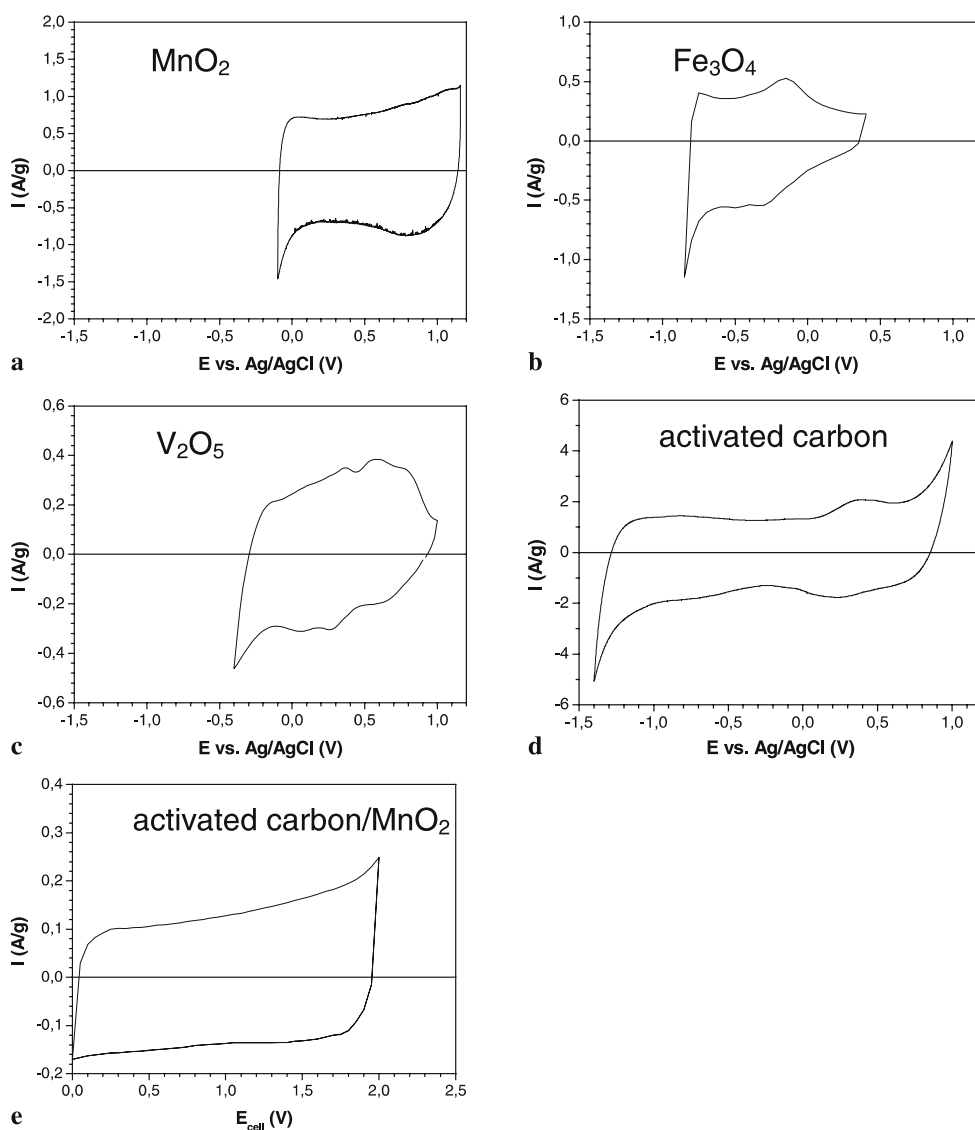 MnO₂
2,0
1,5
1,0
0,5
0,0
-0,5
-1,0
-1,5
-2,0
I (A/g)
-1,5 -1,0 -0,5 0,0 0,5 1,0
E vs. Ag/AgCl (V)
a
Fe₃O₄
1,0
0,5
0,0
-0,5
-1,0
-1,5
I (A/g)
-1,5 -1,0 -0,5 0,0 0,5 1,0
E vs. Ag/AgCl (V)
b
V₂O₅
0,6
0,4
0,2
0,0
-0,2
-0,4
-0,6
I (A/g)
-1,5 -1,0 -0,5 0,0 0,5 1,0
E vs. Ag/AgCl (V)
c
activated carbon
6
4
2
0
-2
-4
-6
I (A/g)
-1,5 -1,0 -0,5 0,0 0,5 1,0
E vs. Ag/AgCl (V)
d
activated carbon/MnO₂
0,4
0,3
0,2
0,1
0,0
-0,1
-0,2
I (A/g)
0,0 0,5 1,0 1,5 2,0 2,5
E_cell (V)
e